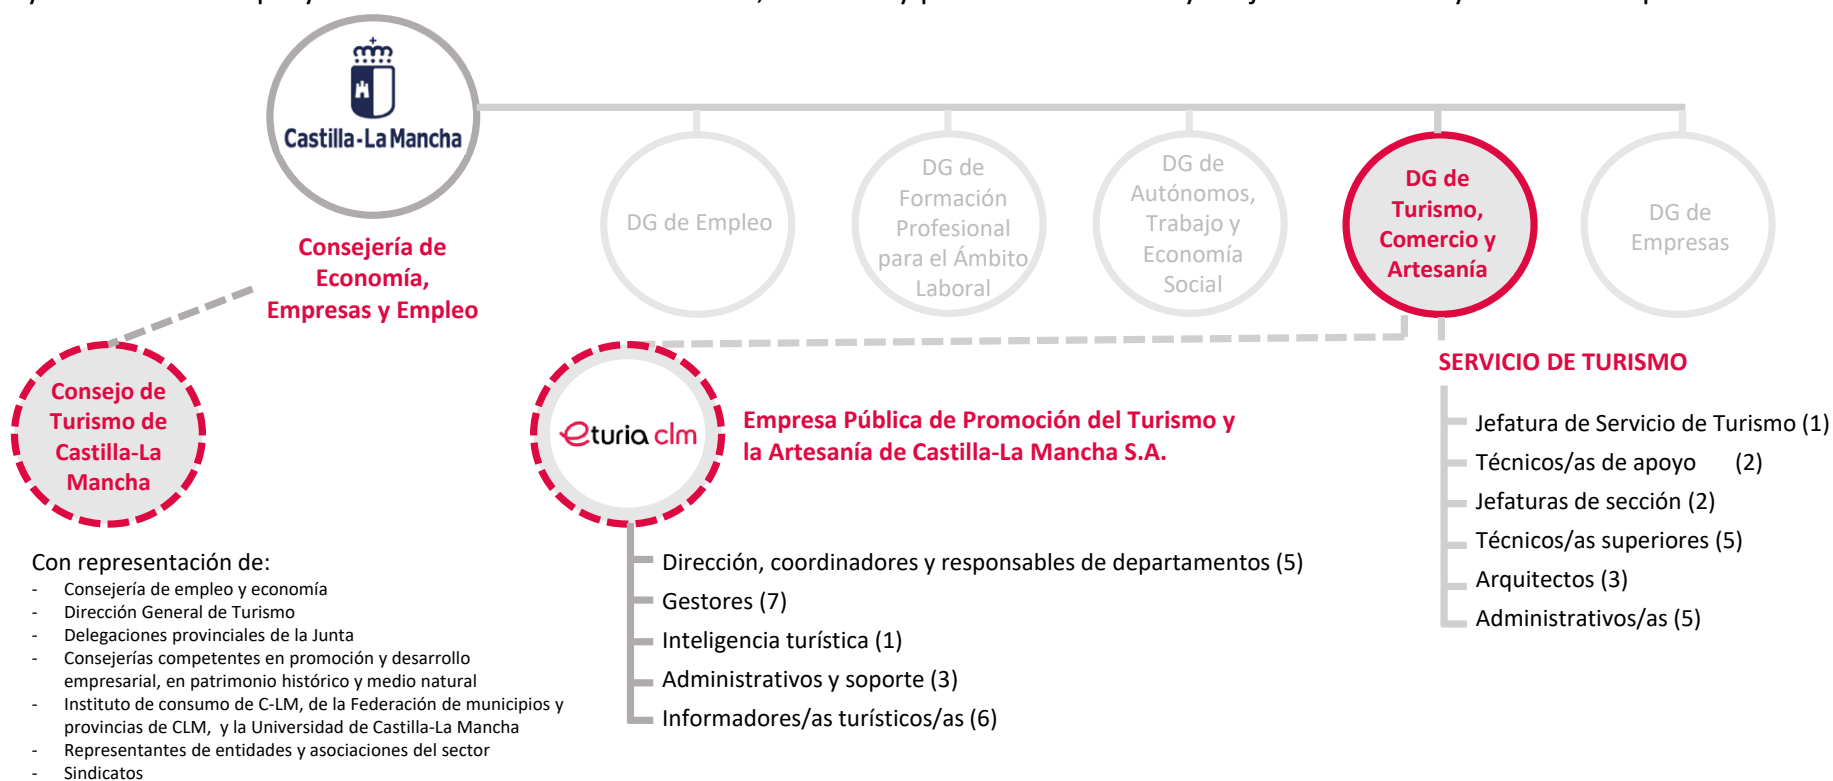 Castilla-La Mancha
Consejería de
Economía,
Empresas y Empleo
DG de Empleo
DG de
Formación
Profesional
para el Ámbito
Laboral
DG de
Autónomos,
Trabajo y
Economía
Social
DG de
Turismo,
Comercio y
Artesanía
DG de
Empresas
Consejo de
Turismo de
Castilla-La
Mancha
Con representación de:
- Consejería de empleo y economía
- Dirección General de Turismo
- Delegaciones provinciales de la Junta
- Consejerías competentes en promoción y desarrollo
empresarial, en patrimonio histórico y medio natural
- Instituto de consumo de C-LM, de la Federación de municipios y
provincias de CLM, y la Universidad de Castilla-La Mancha
- Representantes de entidades y asociaciones del sector
- Sindicatos
eturia clm
Empresa Pública de Promoción del Turismo y
la Artesanía de Castilla-La Mancha S.A.
Dirección, coordinadores y responsables de departamentos (5)
Gestores (7)
Inteligencia turística (1)
Administrativos y soporte (3)
Informadores/as turísticos/as (6)
SERVICIO DE TURISMO
Jefatura de Servicio de Turismo (1)
Técnicos/as de apoyo (2)
Jefaturas de sección (2)
Técnicos/as superiores (5)
Arquitectos (3)
Administrativos/as (5)